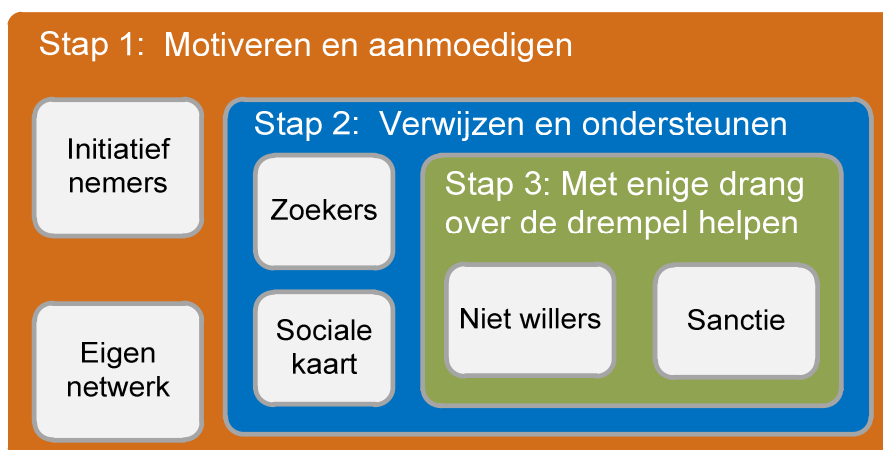 Stap 1: Motiveren en aanmoedigen
Initiatief
nemers
Eigen
netwerk
Stap 2: Verwijzen en ondersteunen
Zoekers
Sociale
kaart
Stap 3: Met enige drang
over de drempel helpen
Niet willers
Sanctie